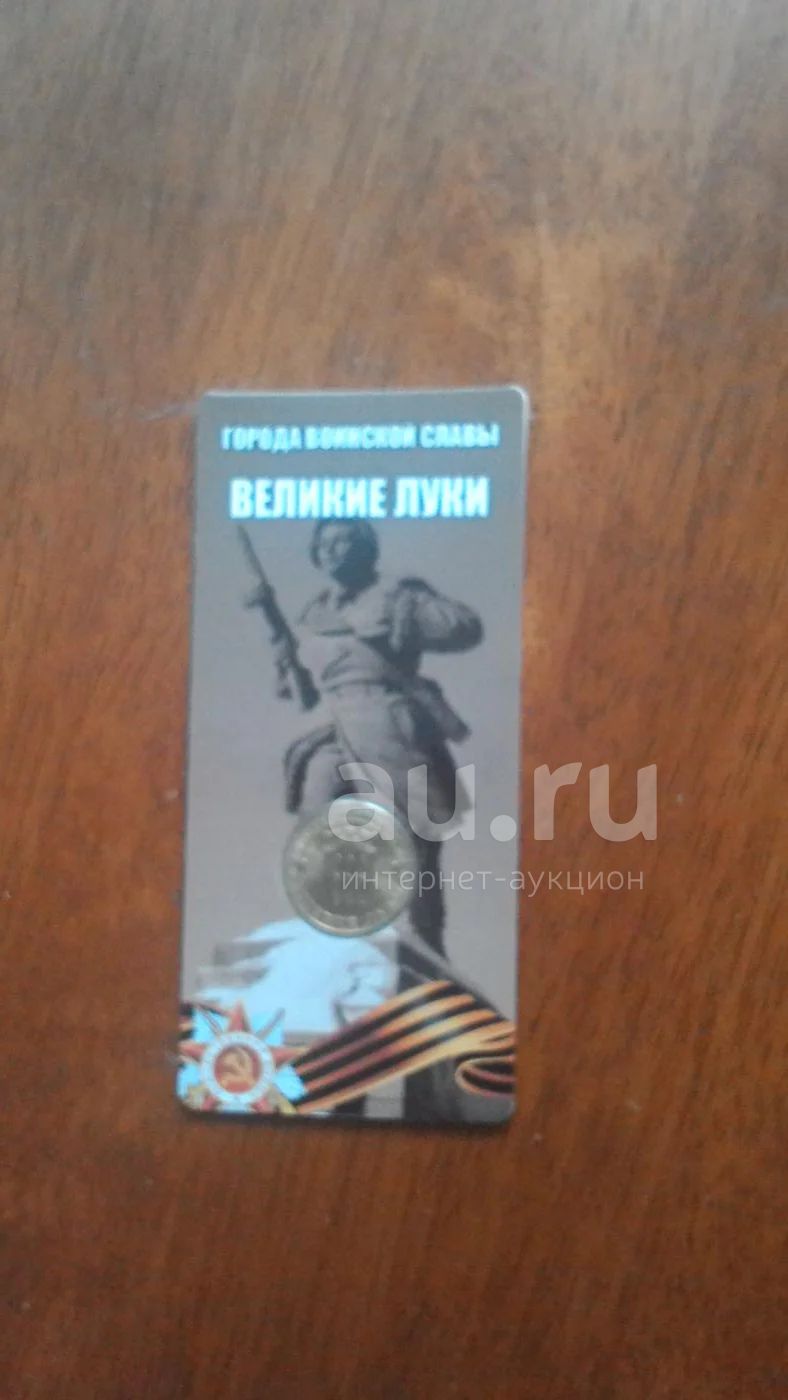 ГОРОДА ВОИНСКОЙ СЛАВЫ
ВЕЛИКИЕ ЛУКИ
au.ru
интернет-аукцион